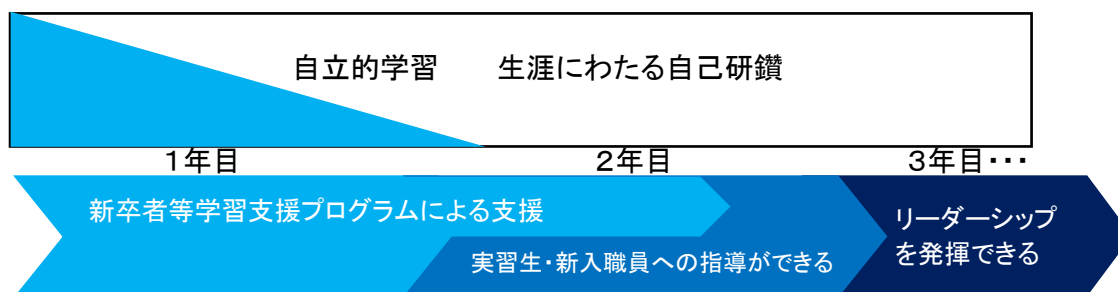 自立的学習　　生涯にわたる自己研鑽
１年目　２年目　３年目・・・
新卒者等学習支援プログラムによる支援
実習生・新入職員への指導ができる
リーダーシップ
を発揮できる